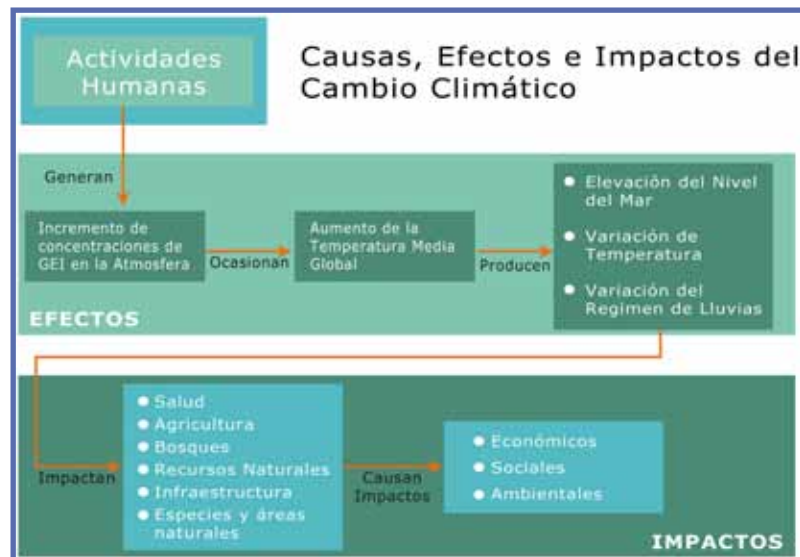 Actividades
Humanas
Causas, Efectos e Impactos del
Cambio Climático
Generan
Incremento de
concentraciones de
GEI en la Atmosfera
Ocasionan
Aumento de la
Temperatura Media
Global
Producen
● Elevación del Nivel
del Mar
● Variación de
Temperatura
● Variación del
Regimen de Lluvias
EFECTOS
Impactan
● Salud
● Agricultura
● Bosques
● Recursos Naturales
● Infraestructura
● Especies y áreas
naturales
Causan
Impactos
● Económicos
● Sociales
● Ambientales
IMPACTOS